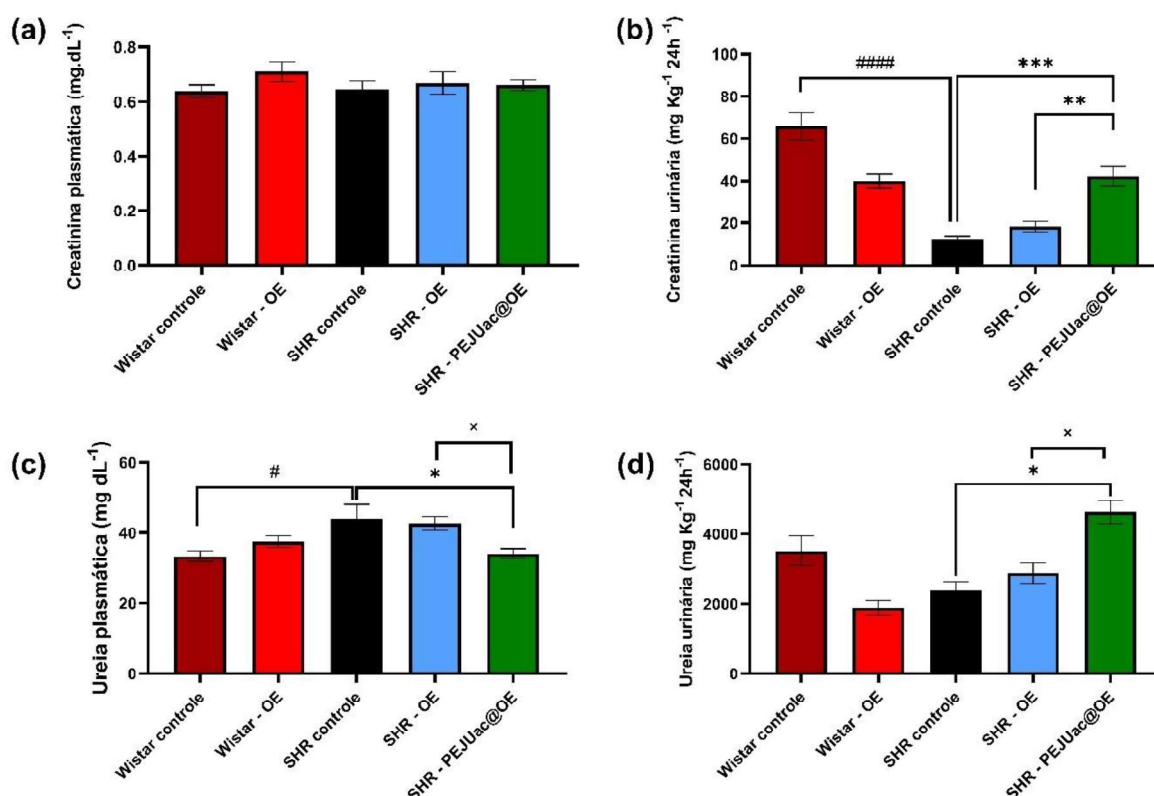 (a)
Creatinina plasmática (mg.dL⁻¹)
0.8
0.6
0.4
0.2
0.0
Wistar controle
Wistar - OE
SHR controle
SHR - OE
SHR - PEJUac@OE
(b)
Creatinina urinária (mg Kg⁻¹ 24h⁻¹)
100
80
60
40
20
0
####
***
**
Wistar controle
Wistar - OE
SHR controle
SHR - OE
SHR - PEJUac@OE
(c)
Ureia plasmática (mg dL⁻¹)
60
40
20
0
#
*
×
Wistar controle
Wistar - OE
SHR controle
SHR - OE
SHR - PEJUac@OE
(d)
Ureia urinária (mg Kg⁻¹ 24h⁻¹)
6000
4000
2000
0
*
×
Wistar controle
Wistar - OE
SHR controle
SHR - OE
SHR - PEJUac@OE